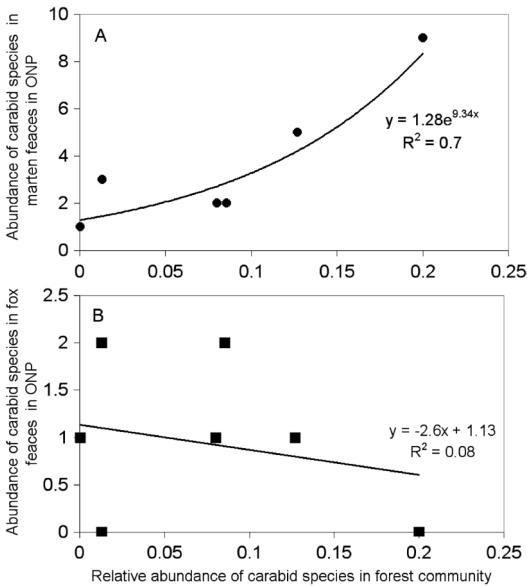 Abundance of carabid species in
marten feaces in ONP
A
10
8
6
4
2
0
y = 1.28e^9.34x
R² = 0.7
0 0.05 0.1 0.15 0.2 0.25
Abundance of carabid species in fox
feaces in ONP
B
2.5
2
1.5
1
0.5
0
y = -2.6x + 1.13
R² = 0.08
0 0.05 0.1 0.15 0.2 0.25
Relative abundance of carabid species in forest community